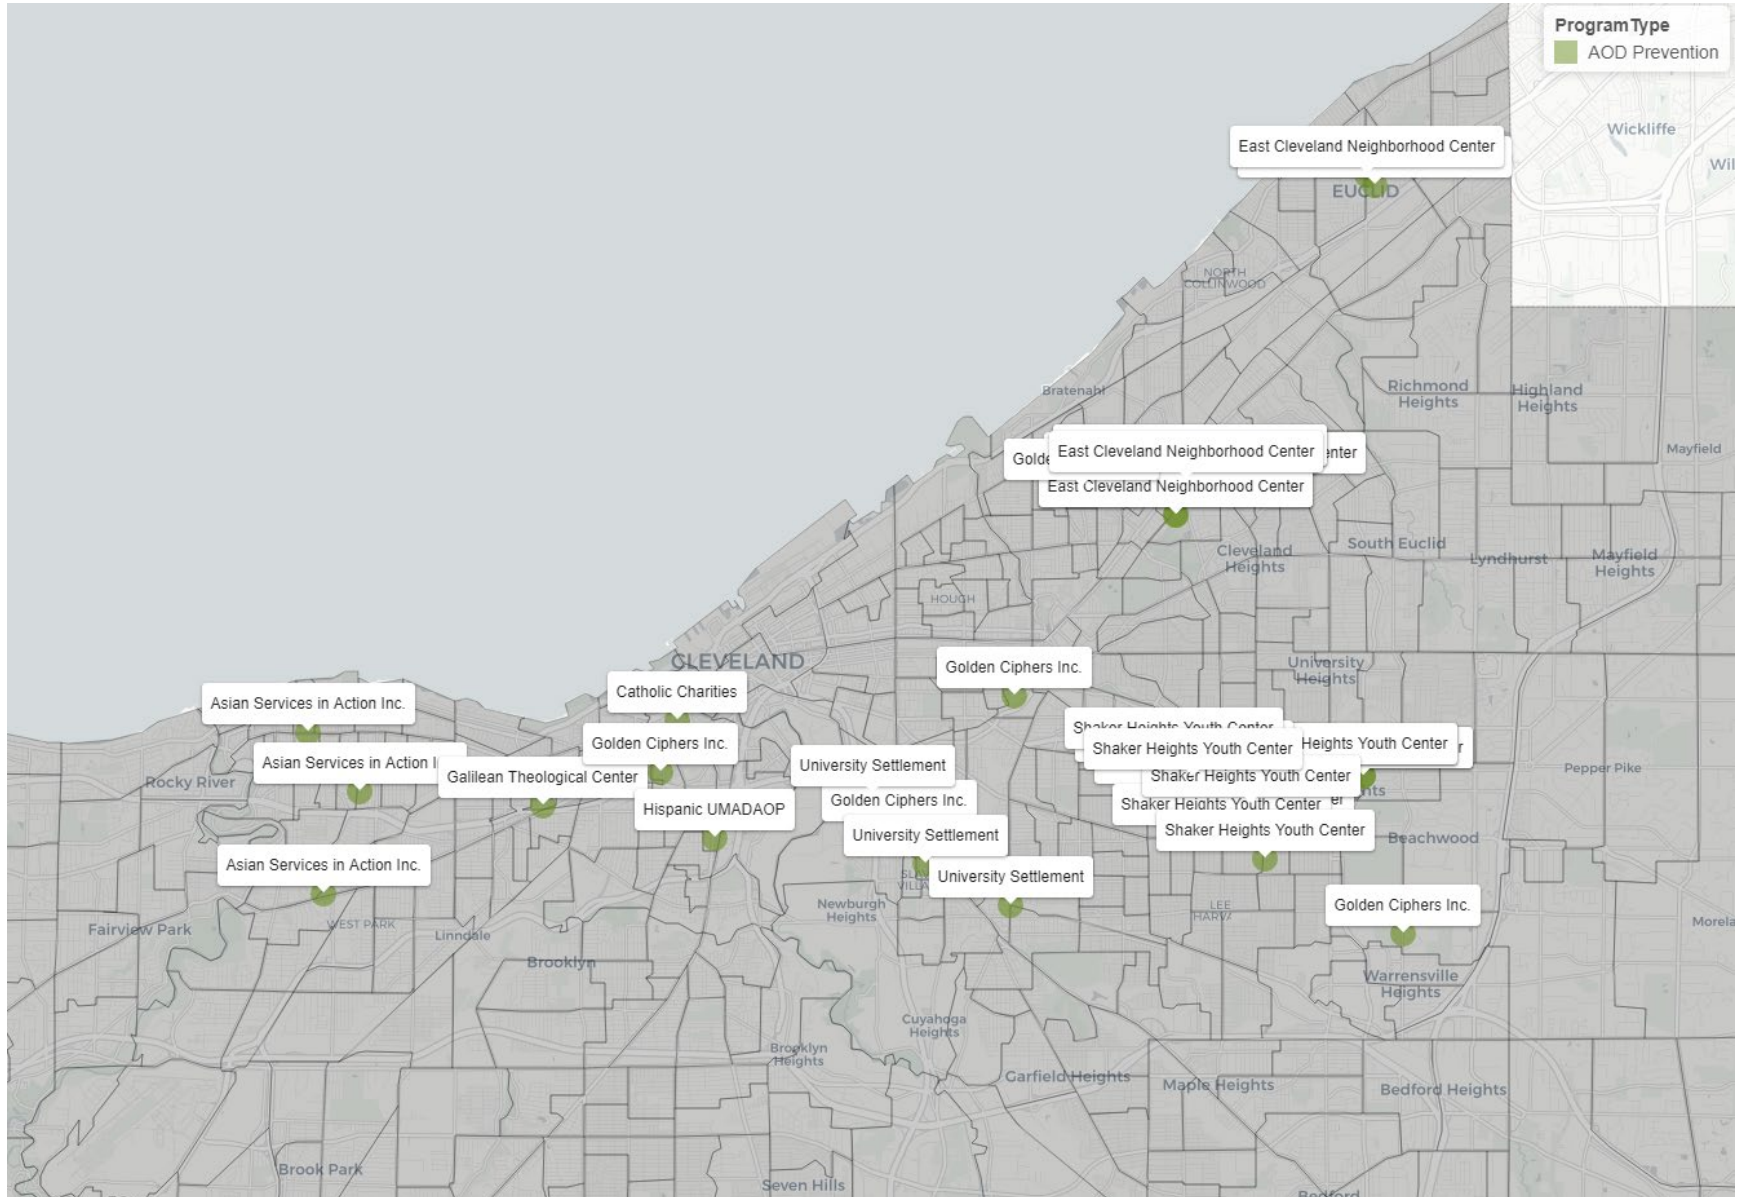 ProgramType
AOD Prevention
Wickliffe
East Cleveland Neighborhood Center
EUCLID
NORTH
COLLINWOOD
Bratenahl
Richmond
Heights
Highland
Heights
Mayfield
East Cleveland Neighborhood Center
East Cleveland Neighborhood Center
Cleveland
Heights
South Euclid
Lyndhurst
Mayfield
Heights
HOUGH
CLEVELAND
University
Heights
Golden Ciphers Inc.
Catholic Charities
Asian Services in Action Inc.
Golden Ciphers Inc.
Shaker Heights Youth Center
Shaker Heights Youth Center
Heights Youth Center
Asian Services in Action
University Settlement
Rocky River
Galilean Theological Center
Shaker Heights Youth Center
Pepper Pike
Golden Ciphers Inc.
Hispanic UMADAOP
Shaker Heights Youth Center
University Settlement
Shaker Heights Youth Center
Beachwood
Asian Services in Action Inc.
University Settlement
Newburgh
Heights
LEE
Golden Ciphers Inc.
Fairview Park
WEST PARK
Linndale
Brooklyn
Warrensville
Heights
Cuyahoga
Heights
Brooklyn
Heights
Garfield Heights
Maple Heights
Bedford Heights
Brook Park
Seven Hills
Bedford